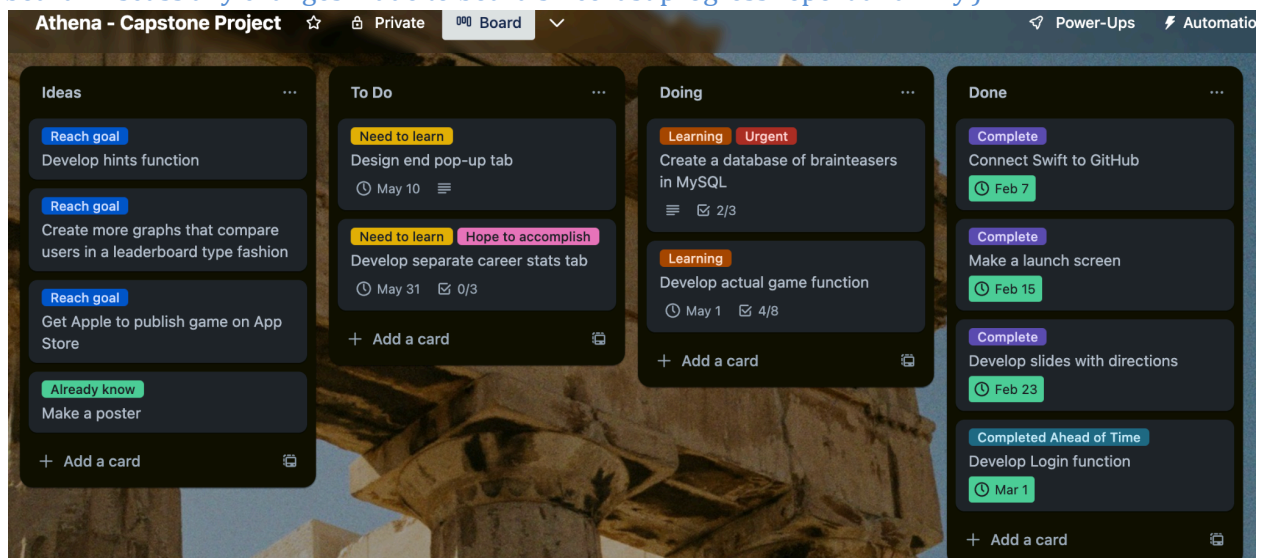 Athena - Capstone Project
Private
Board
Power-Ups
Automatio
Ideas
Reach goal
Develop hints function
Reach goal
Create more graphs that compare
users in a leaderboard type fashion
Reach goal
Get Apple to publish game on App
Store
Already know
Make a poster
+ Add a card
To Do
Need to learn
Design end pop-up tab
May 10
Need to learn Hope to accomplish
Develop separate career stats tab
May 31 0/3
+ Add a card
Doing
Learning Urgent
Create a database of brainteasers
in MySQL
2/3
Learning
Develop actual game function
May 1 4/8
+ Add a card
Done
Complete
Connect Swift to GitHub
Feb 7
Complete
Make a launch screen
Feb 15
Complete
Develop slides with directions
Feb 23
Completed Ahead of Time
Develop Login function
Mar 1
+ Add a card